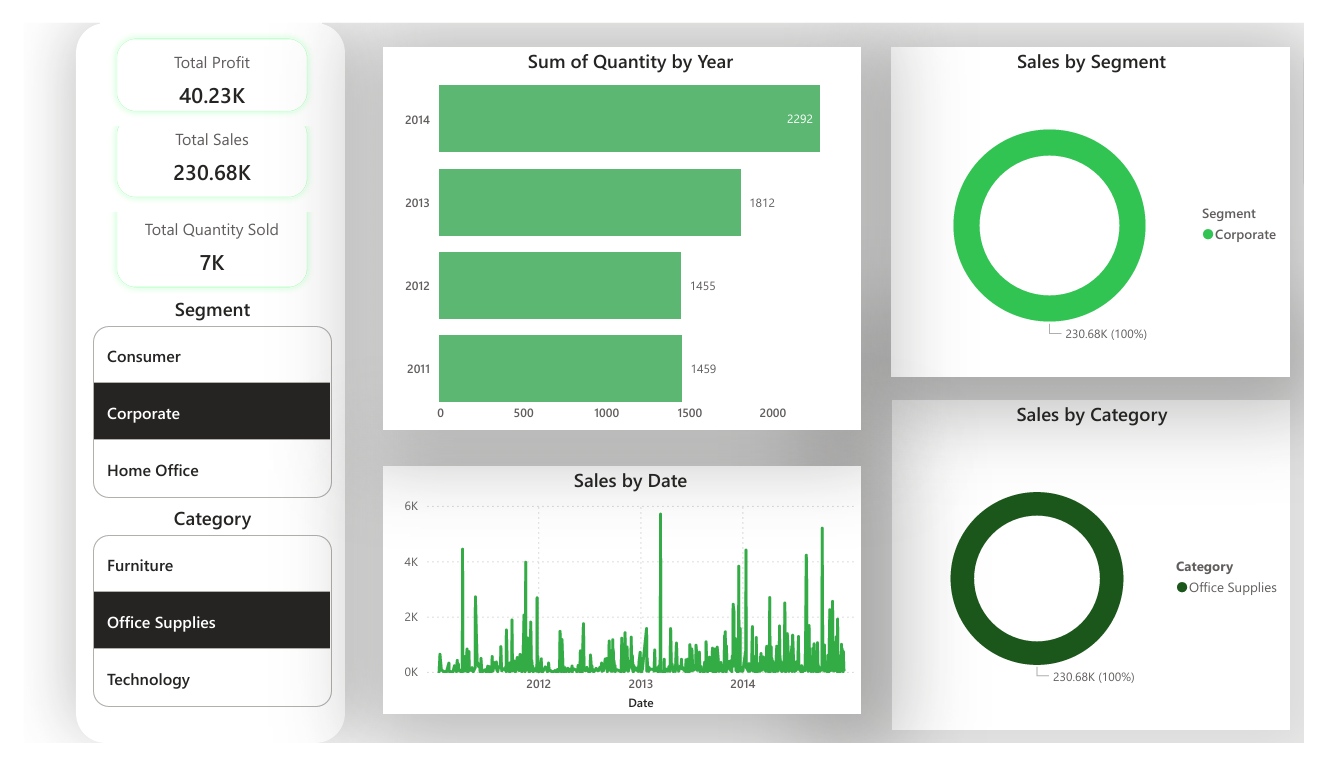 Total Profit
40.23K
Total Sales
230.68K
Total Quantity Sold
7K
Segment
Consumer
Corporate
Home Office
Category
Furniture
Office Supplies
Technology
Sum of Quantity by Year
2014
2292
2013
1812
2012
1455
2011
1459
0 500 1000 1500 2000
Sales by Date
6K
4K
2K
0K
2012 2013 2014
Date
Sales by Segment
Segment
Corporate
230.68K (100%)
Sales by Category
Category
Office Supplies
230.68K (100%)